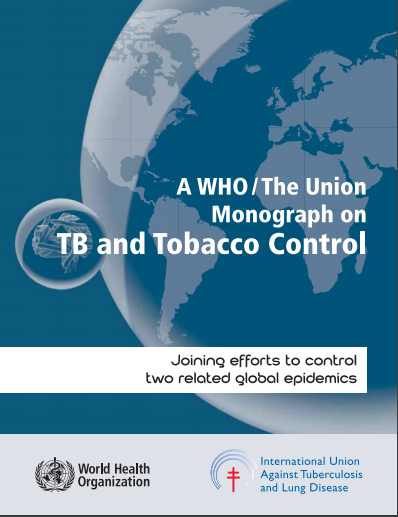 A WHO/The Union
Monograph on
TB and Tobacco Control
Joining efforts to control
two related global epidemics
World Health
Organization
International Union
Against Tuberculosis
and Lung Disease